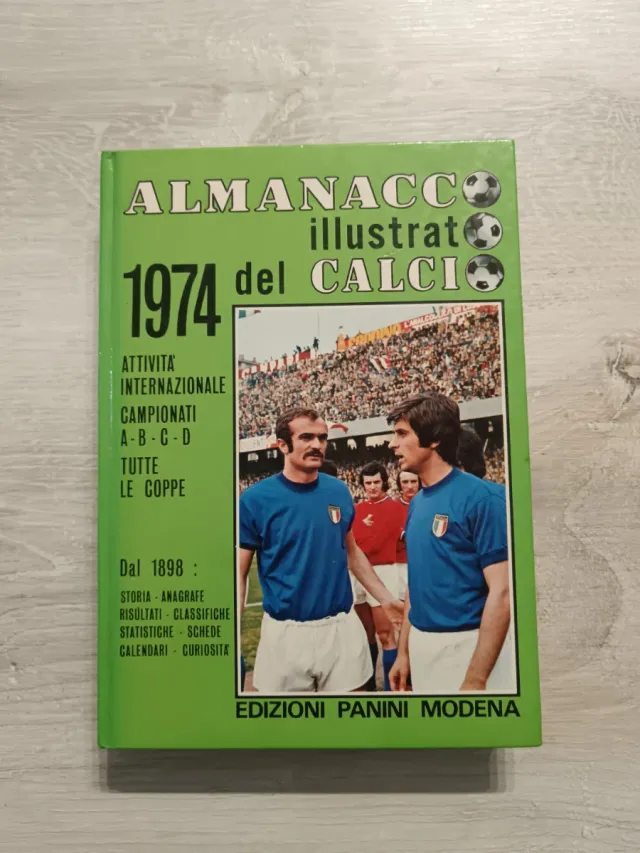 ALMANACCO
illustrato
1974 del CALCIO
ATTIVITA'
INTERNAZIONALE
CAMPIONATI
A-B-C-D
TUTTE
LE COPPE
Dal 1898 :
STORIA - ANAGRAFE
RISULTATI - CLASSIFICHE
STATISTICHE - SCHEDE
CALENDARI - CURIOSITA'
EDIZIONI PANINI MODENA